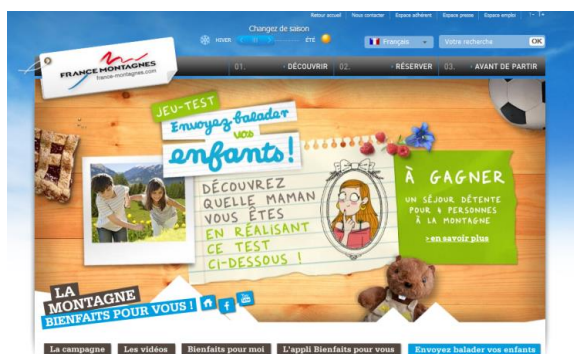 Retour accueil Nous contacter Espace adhérent Espace presse Espace emploi T- T+
Changez de saison
HIVER ÉTÉ
Français
Votre recherche OK
FRANCE MONTAGNES
france-montagnes.com
01. DÉCOUVRIR 02. RÉSERVER 03. AVANT DE PARTIR
JEU-TEST
Envoyez balader
vos
enfants!
DÉCOUVREZ
QUELLE MAMAN
VOUS ÊTES
EN RÉALISANT
CE TEST
CI-DESSOUS !
À GAGNER
UN SÉJOUR DÉTENTE
POUR 4 PERSONNES
À LA MONTAGNE
>en savoir plus
LA
MONTAGNE
BIENFAITS POUR VOUS !
La campagne Les vidéos Bienfaits pour moi L'appli Bienfaits pour vous Envoyez balader vos enfants